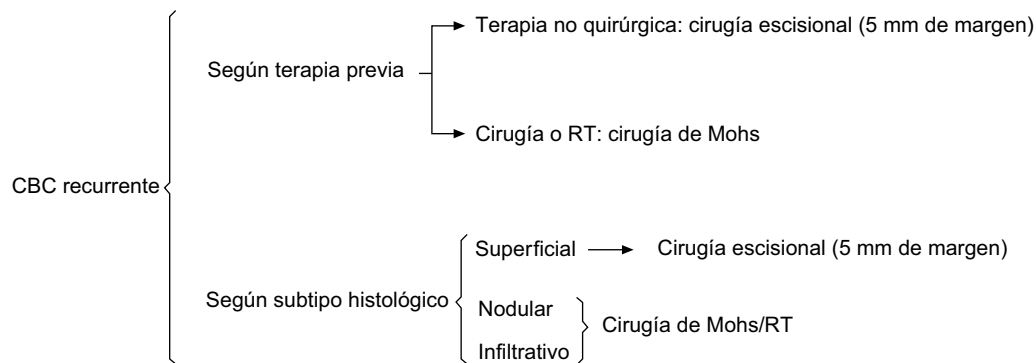 Terapia no quirúrgica: cirugía escisional (5 mm de margen)
Según terapia previa
Cirugía o RT: cirugía de Mohs
CBC recurrente
Superficial
Cirugía escisional (5 mm de margen)
Según subtipo histológico
Nodular
Cirugía de Mohs/RT
Infiltrativo